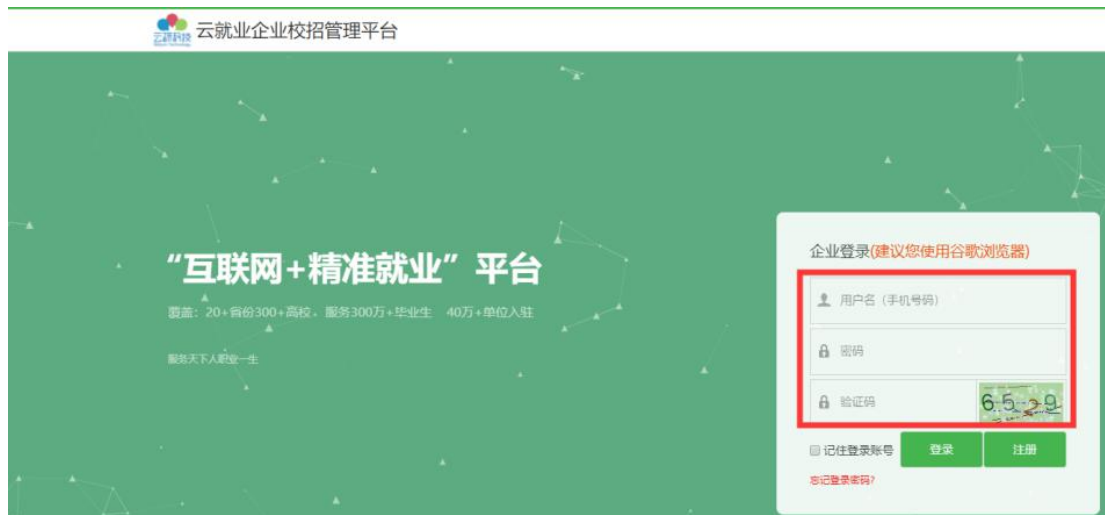 云研科技
云就业企业校招管理平台
“互联网+精准就业”平台
覆盖：20+省份300+高校，服务300万+毕业生 40万+单位入驻
服务天下人职业一生
企业登录(建议您使用谷歌浏览器)
用户名（手机号码）
密码
验证码
6529
记住登录账号
登录
注册
忘记登录密码?